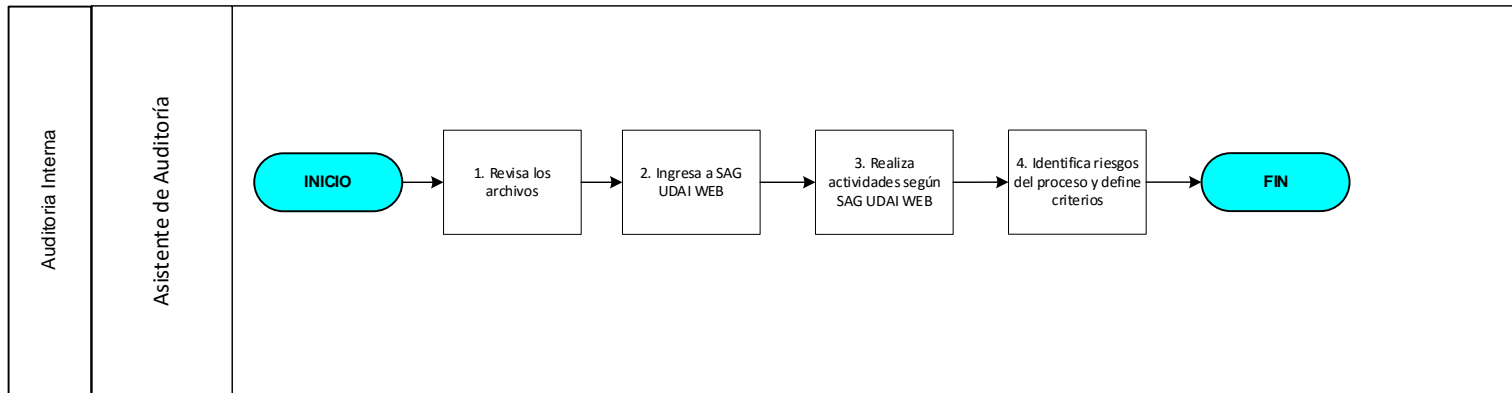 Auditoria Interna
Asistente de Auditoría
INICIO
1. Revisa los
archivos
2. Ingresa a SAG
UDAI WEB
3. Realiza
actividades según
SAG UDAI WEB
4. Identifica riesgos
del proceso y define
criterios
FIN